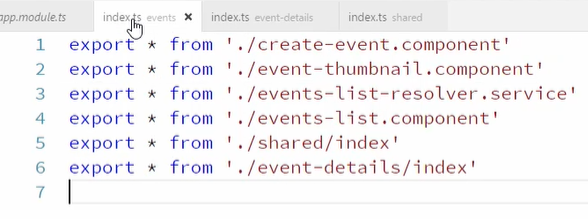 app.module.ts index.ts events × index.ts event-details index.ts shared
1 export * from './create-event.component'
2 export * from './event-thumbnail.component'
3 export * from './events-list-resolver.service'
4 export * from './events-list.component'
5 export * from './shared/index'
6 export * from './event-details/index'
7